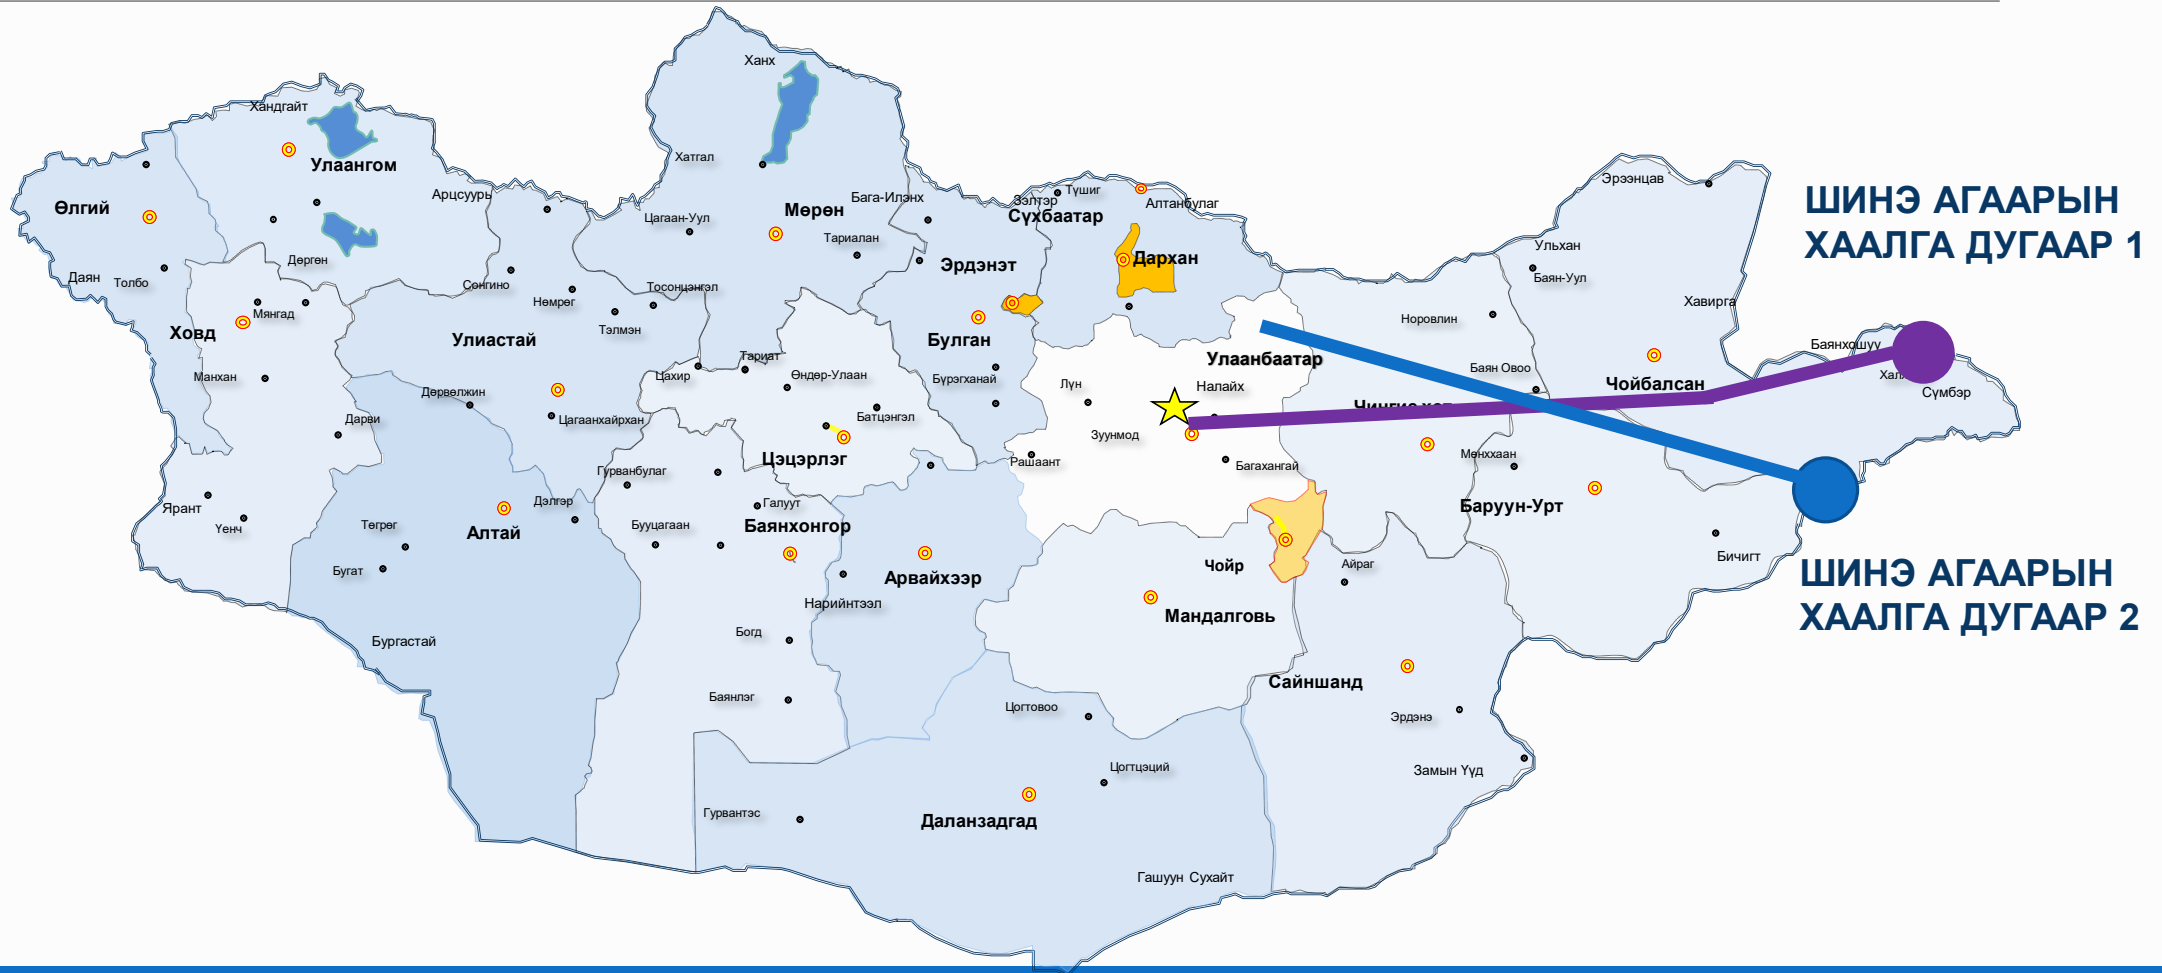 Ханх
Хандгайт
Улаангом
Хатгал
Арцсуурь
Бага-Илэнх
Зэлтэр
Түшиг
Алтанбулаг
Сүхбаатар
Эрээнцав
ШИНЭ АГААРЫН
ХААЛГА ДУГААР 1
Өлгий
Цагаан-Уул
Мөрөн
Тариалан
Ульхан
Дөргөн
Эрдэнэт
Дархан
Даян
Толбо
Сонгино
Нөмрөг
Тосонцэнгэл
Баян-Уул
Хавирга
Мянгад
Ховд
Тэлмэн
Улиастай
Булган
Норовлин
Баянхошуу
Тариат
Улаанбаатар
Баян Овоо
Манхан
Цахир
Өндөр-Улаан
Бүрэгханай
Лүн
Налайх
Чойбалсан
Сүмбэр
Дөрвөлжин
Дарви
Цагаанхайрхан
Батцэнгэл
Зуунмод
Цэцэрлэг
Рашаант
Багахангай
Мөнххаан
Гурванбулаг
Ярант
Үенч
Дэлгэр
Галуут
Баруун-Урт
Төгрөг
Алтай
Бууцагаан
Баянхонгор
Бичигт
Бугат
Арвайхээр
Чойр
Айраг
ШИНЭ АГААРЫН
ХААЛГА ДУГААР 2
Нарийнтээл
Мандалговь
Бургастай
Богд
Сайншанд
Баянлэг
Цогтовоо
Эрдэнэ
Цогтцэций
Замын Үүд
Гурвантэс
Даланзадгад
Гашуун Сухайт